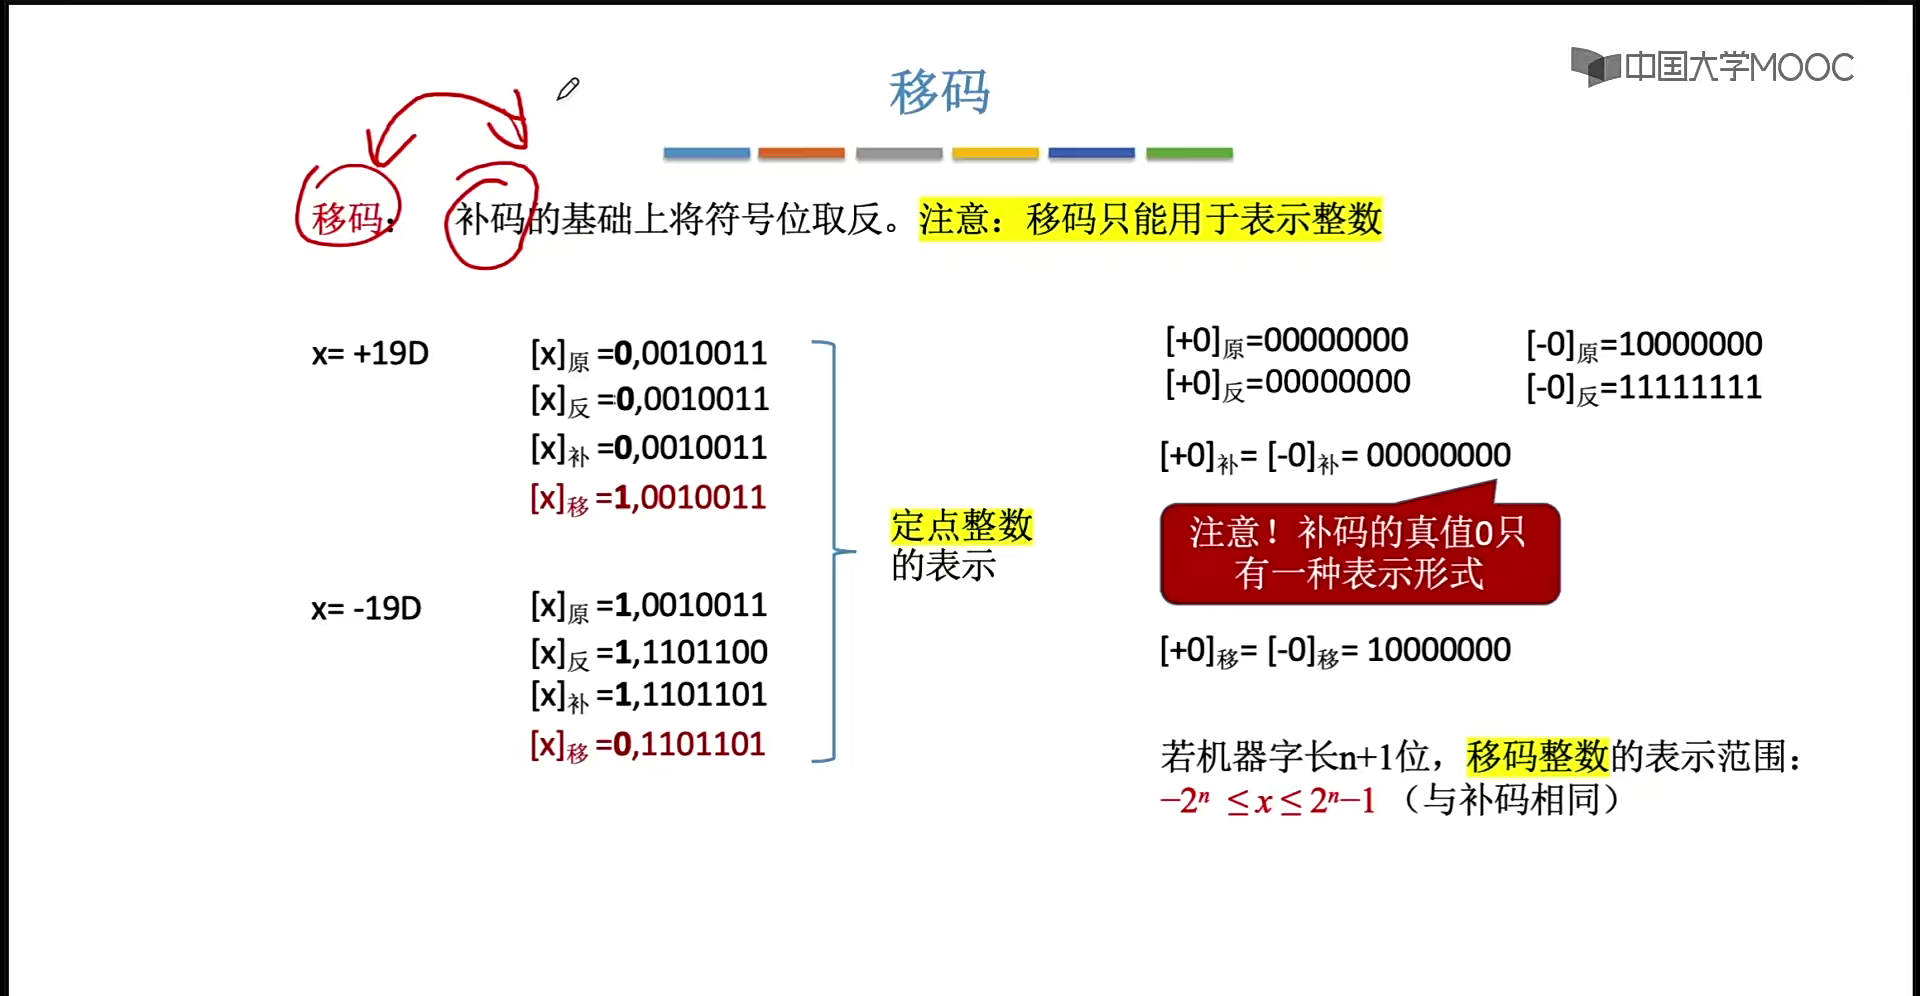 中国大学MOOC
移码
移码： 补码的基础上将符号位取反。注意：移码只能用于表示整数
x= +19D
[x]原 =0,0010011
[x]反 =0,0010011
[x]补 =0,0010011
[x]移 =1,0010011
x= -19D
[x]原 =1,0010011
[x]反 =1,1101100
[x]补 =1,1101101
[x]移 =0,1101101
定点整数
的表示
[+0]原=00000000
[+0]反=00000000
[-0]原=10000000
[-0]反=11111111
[+0]补= [-0]补= 00000000
注意！补码的真值0只
有一种表示形式
[+0]移= [-0]移= 10000000
若机器字长n+1位，移码整数的表示范围：
−2ⁿ ≤ x ≤ 2ⁿ−1 （与补码相同）